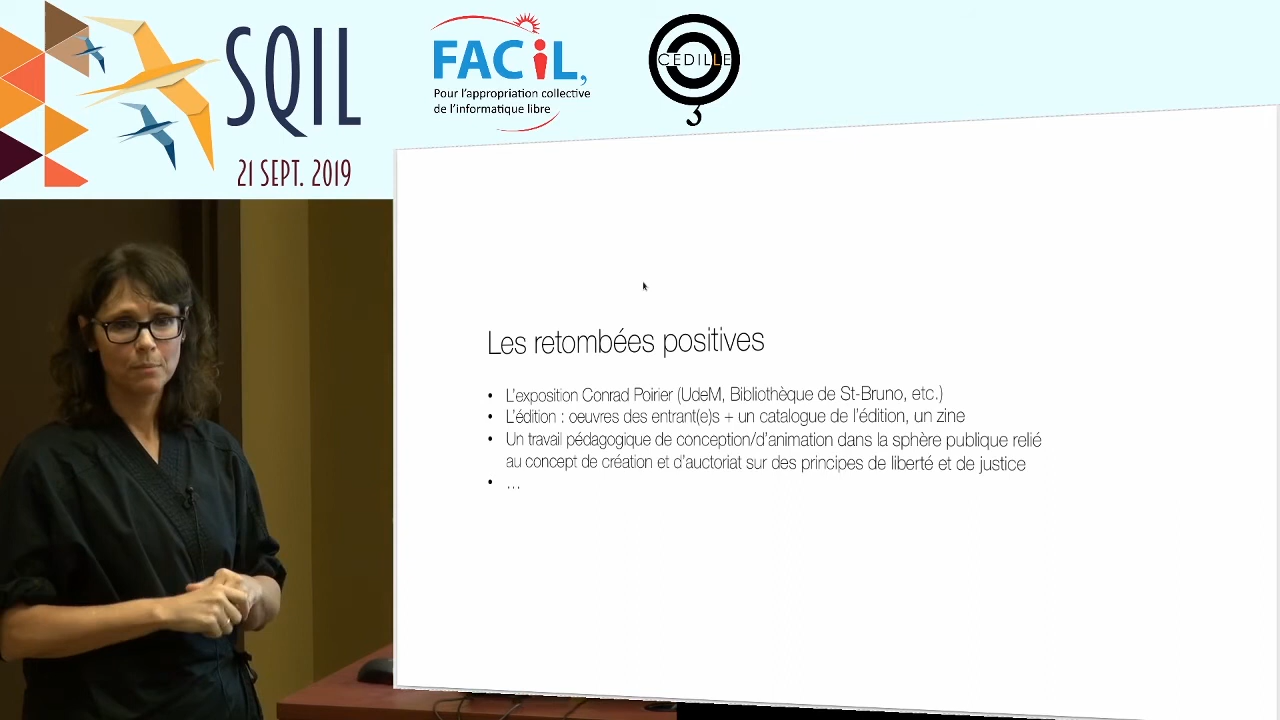 SQIL
21 SEPT. 2019
FACiL,
Pour l'appropriation collective
de l'informatique libre
CEDILLE
3
Les retombées positives
• L'exposition Conrad Poirier (UdeM, Bibliothèque de St-Bruno, etc.)
• L'édition : oeuvres des entrant(e)s + un catalogue de l'édition, un zine
• Un travail pédagogique de conception/d'animation dans la sphère publique relié
au concept de création et d'auctoriat sur des principes de liberté et de justice
• ...